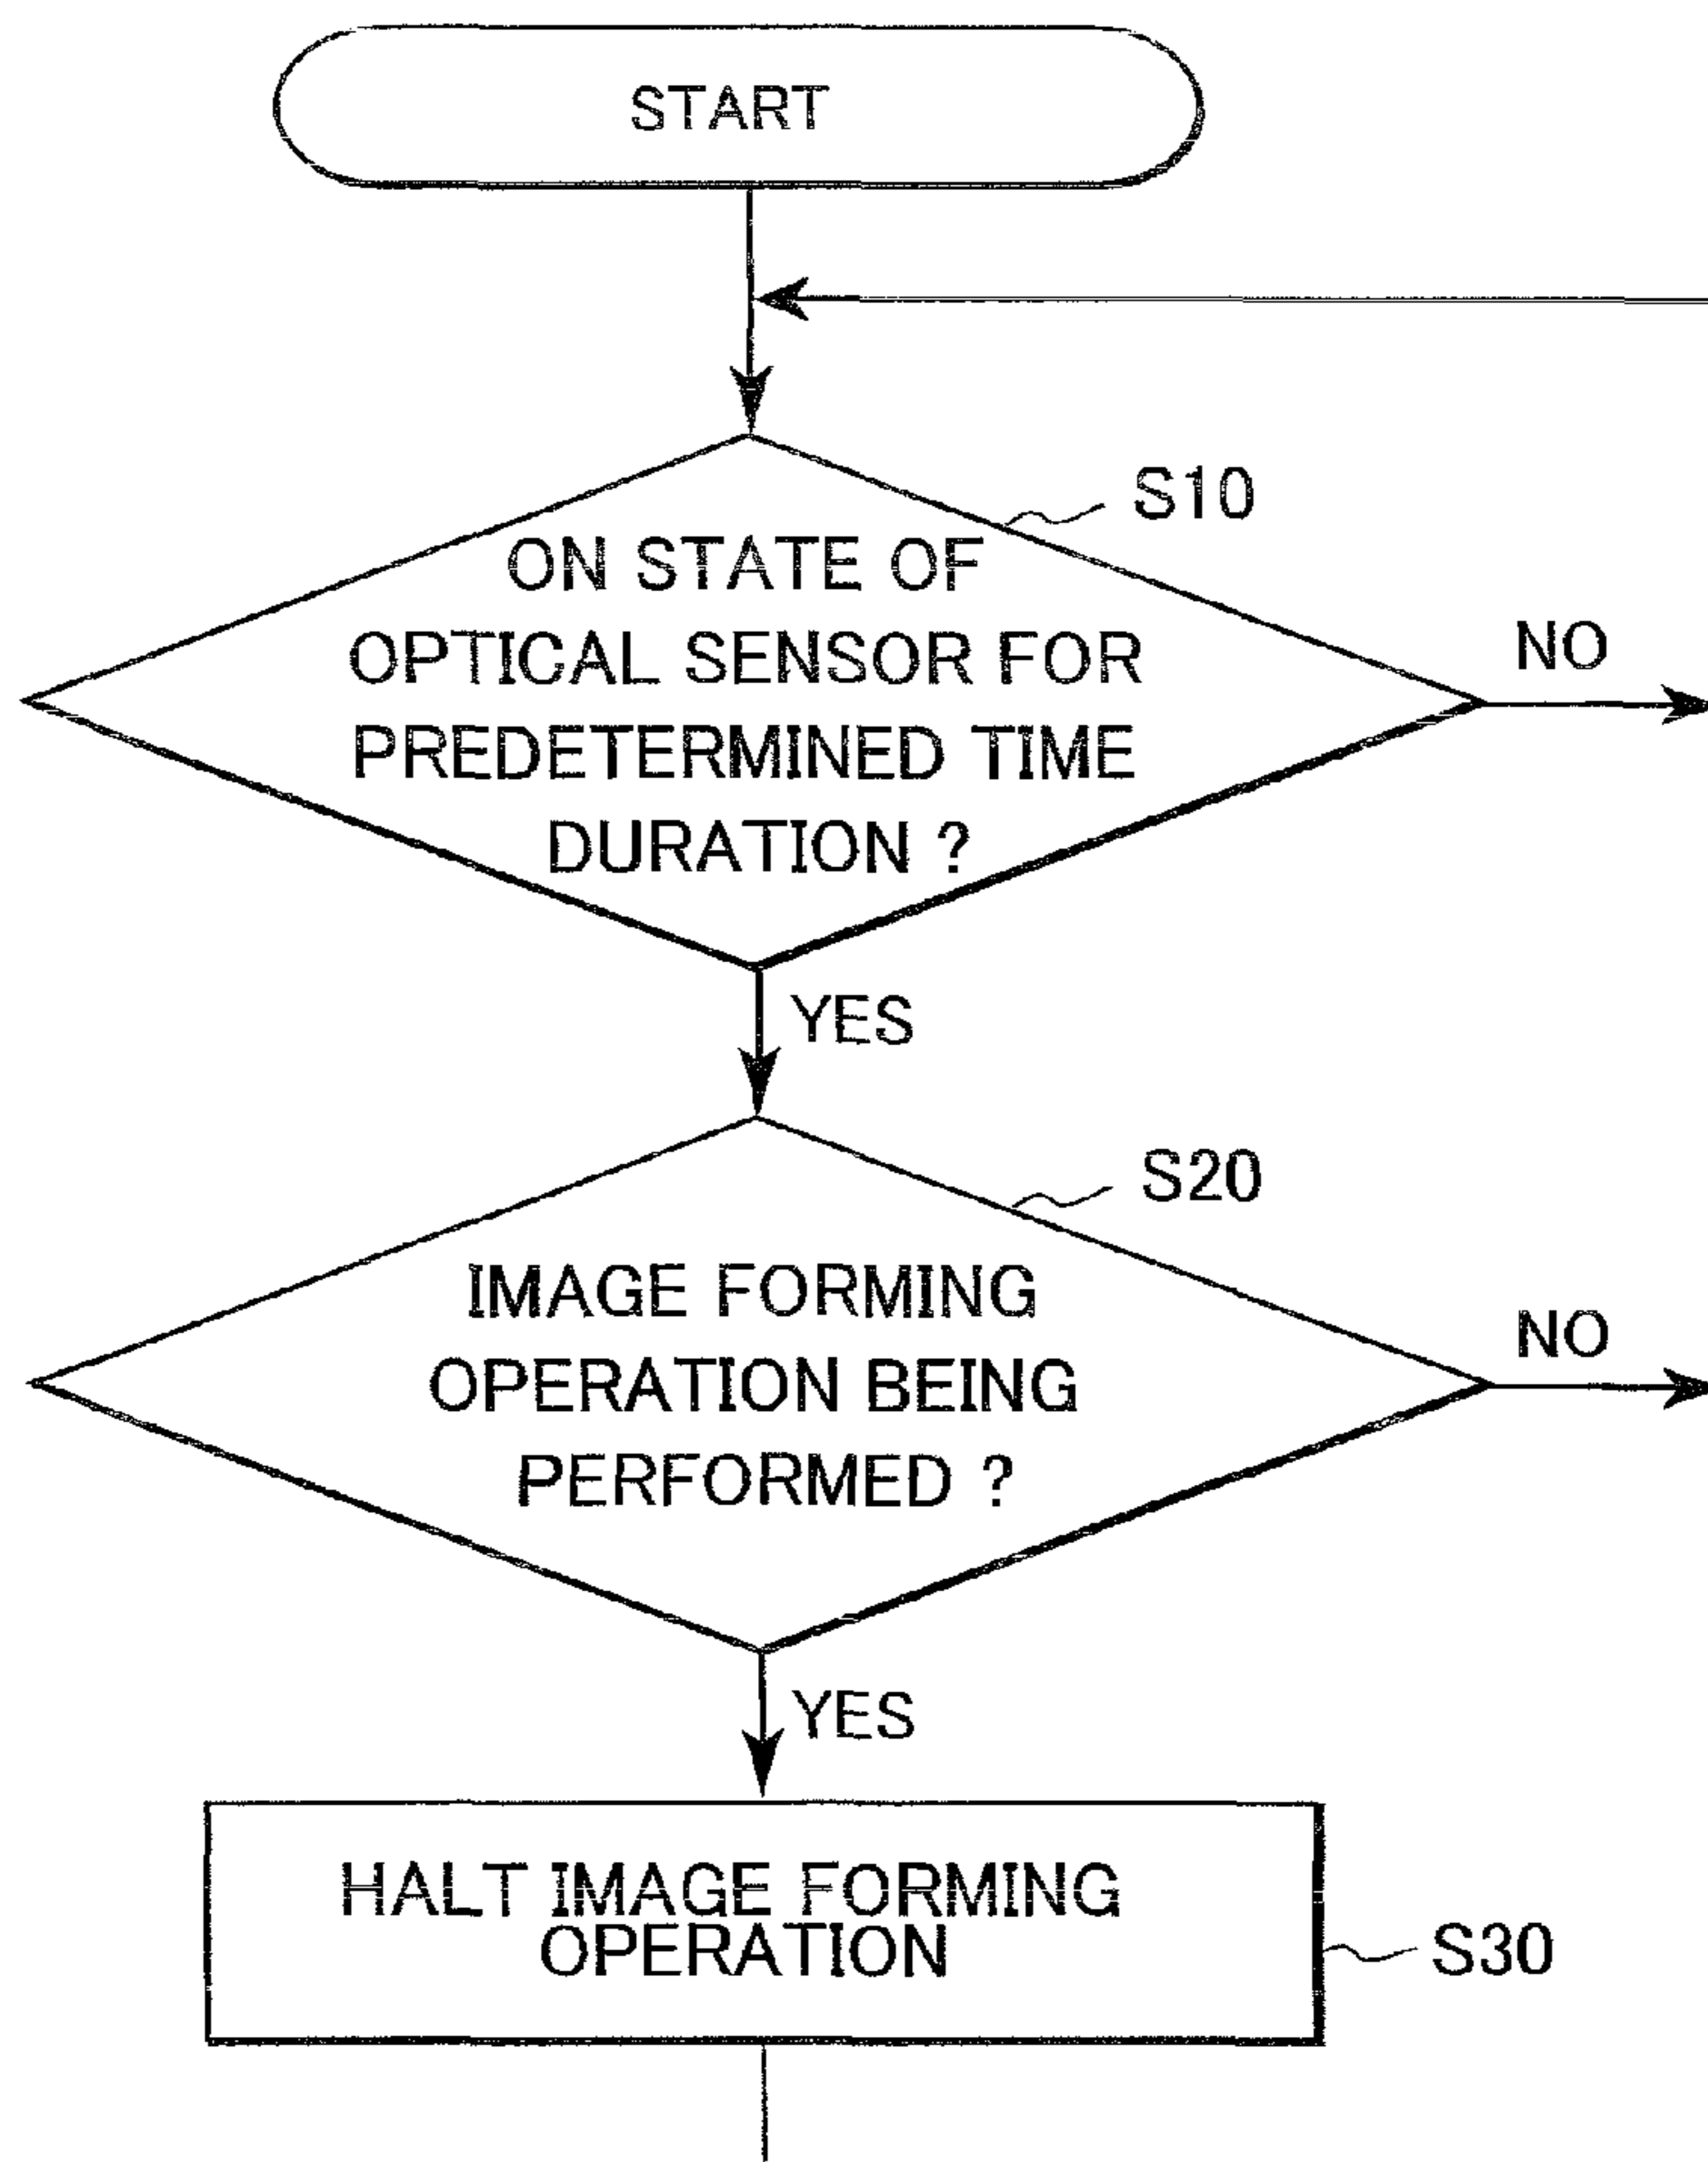 START
S10
ON STATE OF
OPTICAL SENSOR FOR
PREDETERMINED TIME
DURATION ?
NO
YES
S20
IMAGE FORMING
OPERATION BEING
PERFORMED ?
NO
YES
HALT IMAGE FORMING
OPERATION
S30